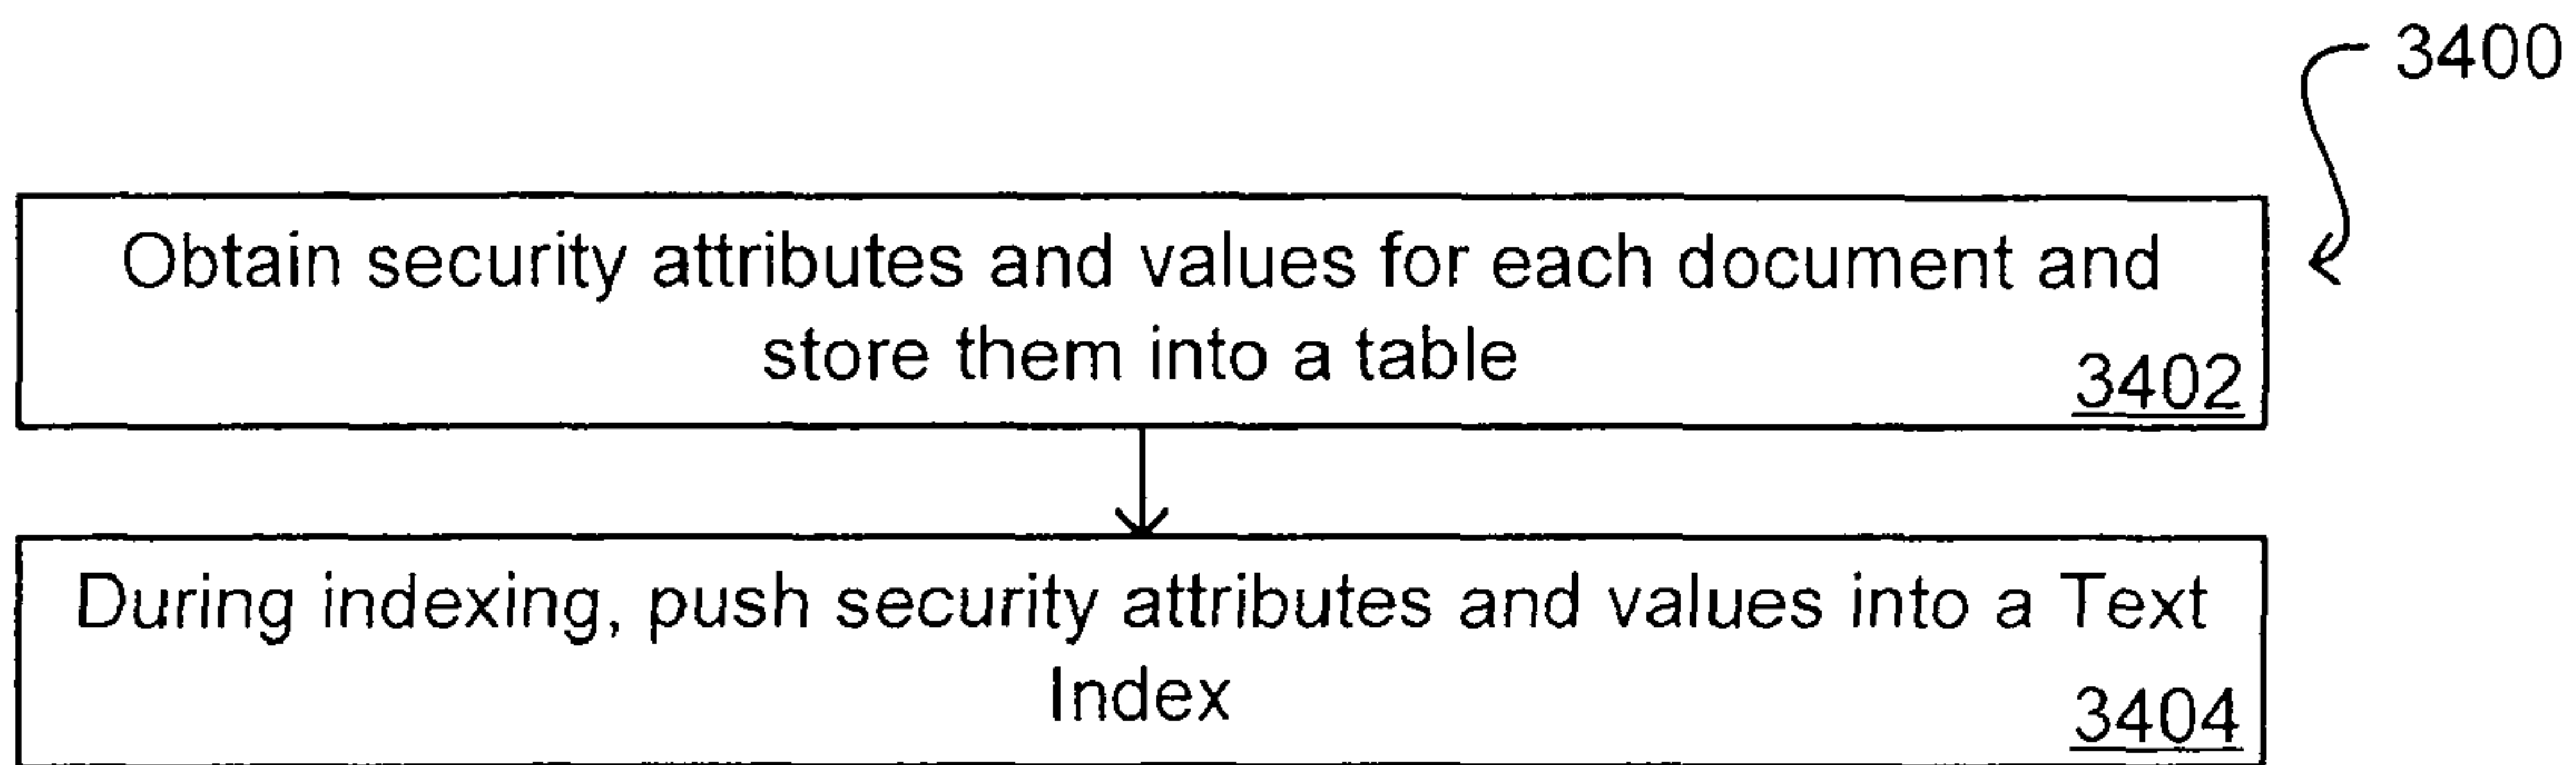 3400
Obtain security attributes and values for each document and
store them into a table
3402
During indexing, push security attributes and values into a Text
Index
3404